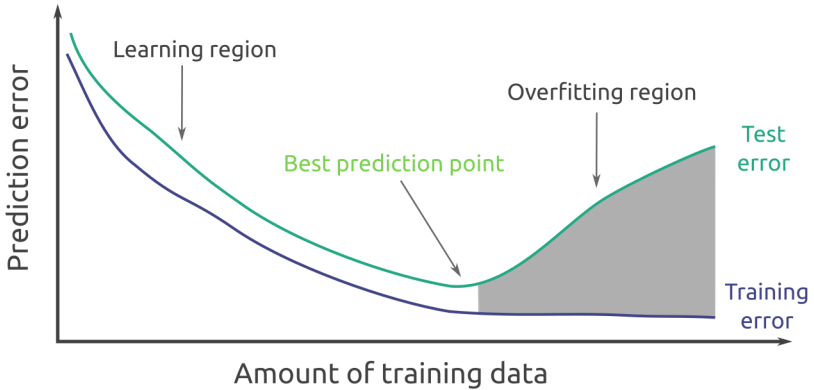 Learning region
Overfitting region
Test
error
Best prediction point
Prediction error
Training
error
Amount of training data